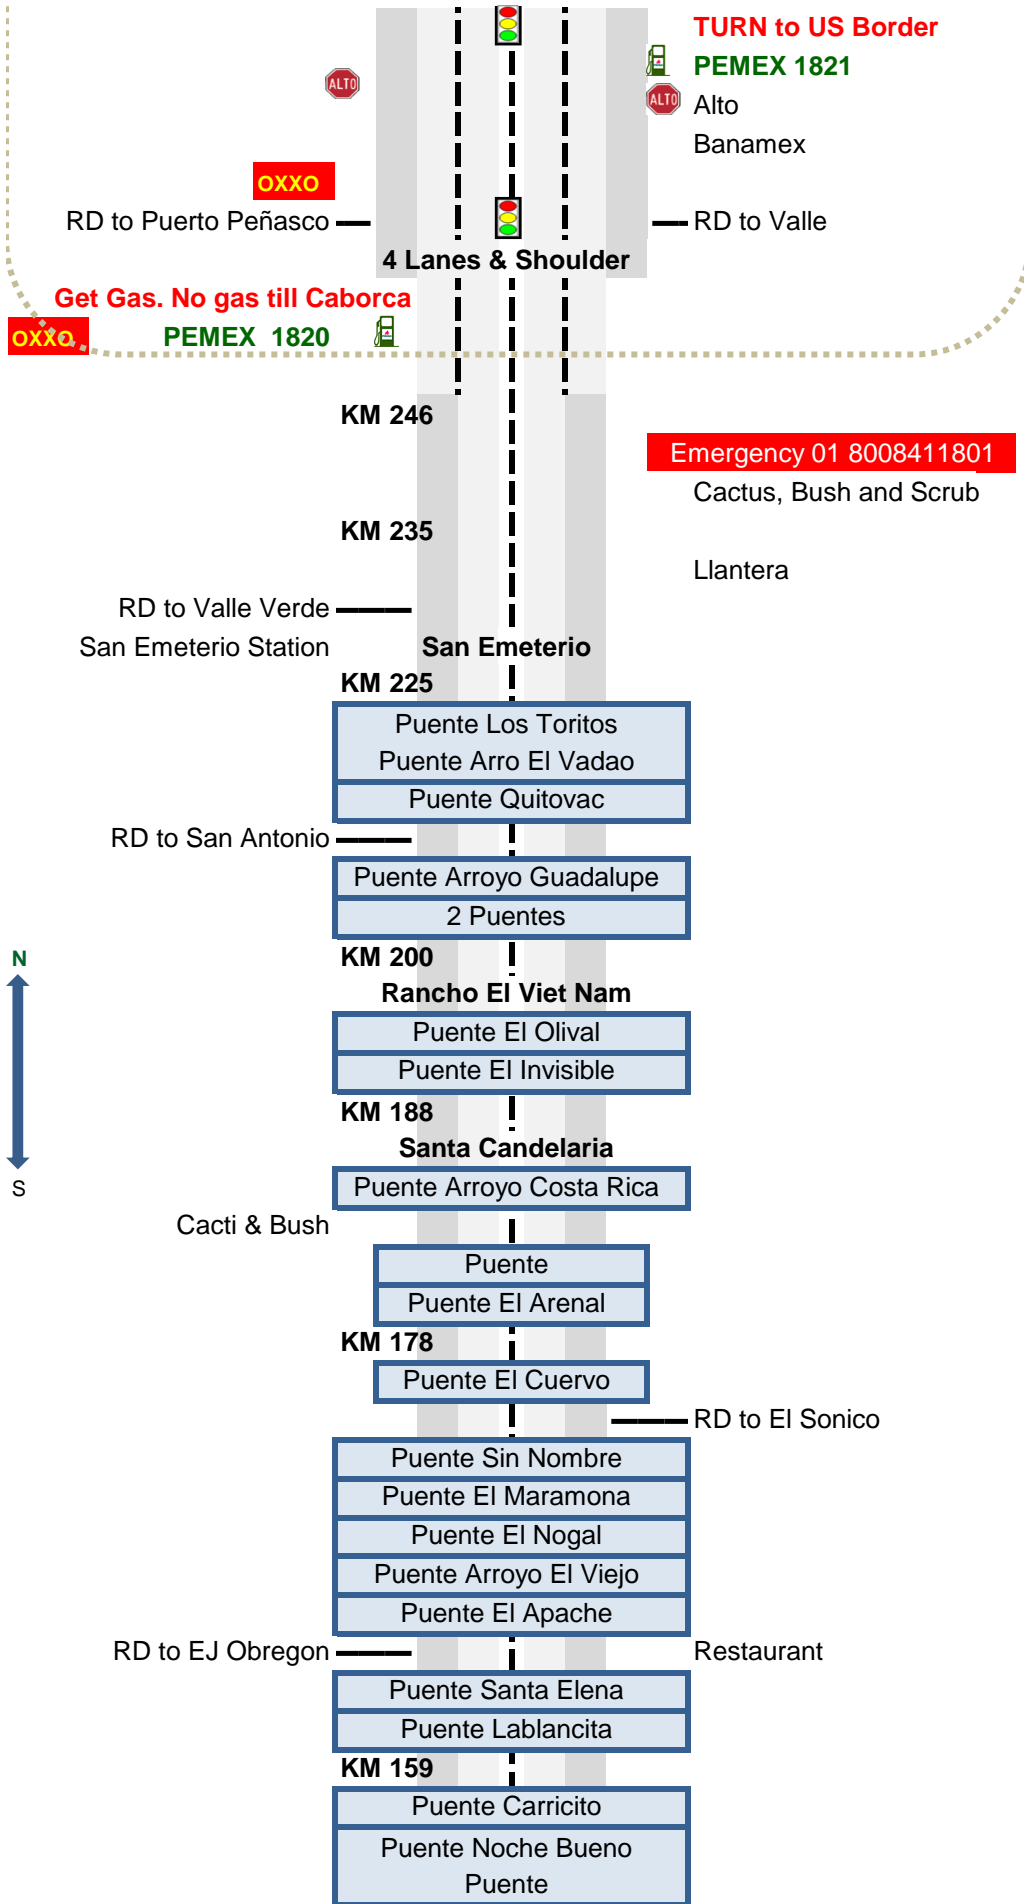 TURN to US Border
PEMEX 1821
ALTO
ALTO Alto
Banamex
OXXO
RD to Puerto Peñasco RD to Valle
4 Lanes & Shoulder
Get Gas. No gas till Caborca
OXXO PEMEX 1820
KM 246
Emergency 01 8008411801
Cactus, Bush and Scrub
KM 235
Llantera
RD to Valle Verde
San Emeterio Station San Emeterio
KM 225
Puente Los Toritos
Puente Arro El Vadao
Puente Quitovac
RD to San Antonio
Puente Arroyo Guadalupe
2 Puentes
N
KM 200
Rancho El Viet Nam
Puente El Olival
Puente El Invisible
KM 188
Santa Candelaria
S
Puente Arroyo Costa Rica
Cacti & Bush
Puente
Puente El Arenal
KM 178
Puente El Cuervo
RD to El Sonico
Puente Sin Nombre
Puente El Maramona
Puente El Nogal
Puente Arroyo El Viejo
Puente El Apache
RD to EJ Obregon Restaurant
Puente Santa Elena
Puente Lablancita
KM 159
Puente Carricito
Puente Noche Bueno
Puente